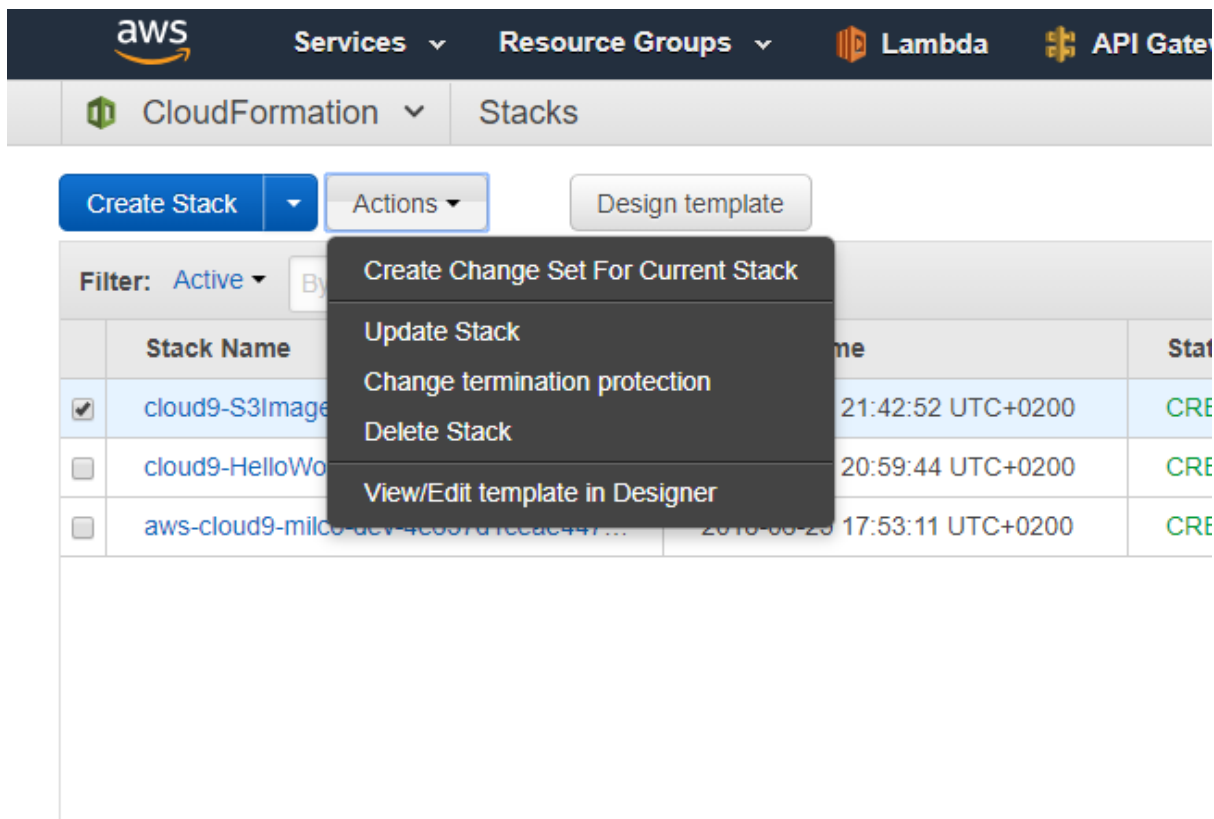 aws Services Resource Groups Lambda API Gatew
CloudFormation Stacks
Create Stack Actions Design template
Filter: Active By
Create Change Set For Current Stack
Update Stack
Stack Name me Stat
Change termination protection
cloud9-S3Image 21:42:52 UTC+0200 CRE
Delete Stack
cloud9-HelloWo 20:59:44 UTC+0200 CRE
View/Edit template in Designer
17:53:11 UTC+0200 CRE